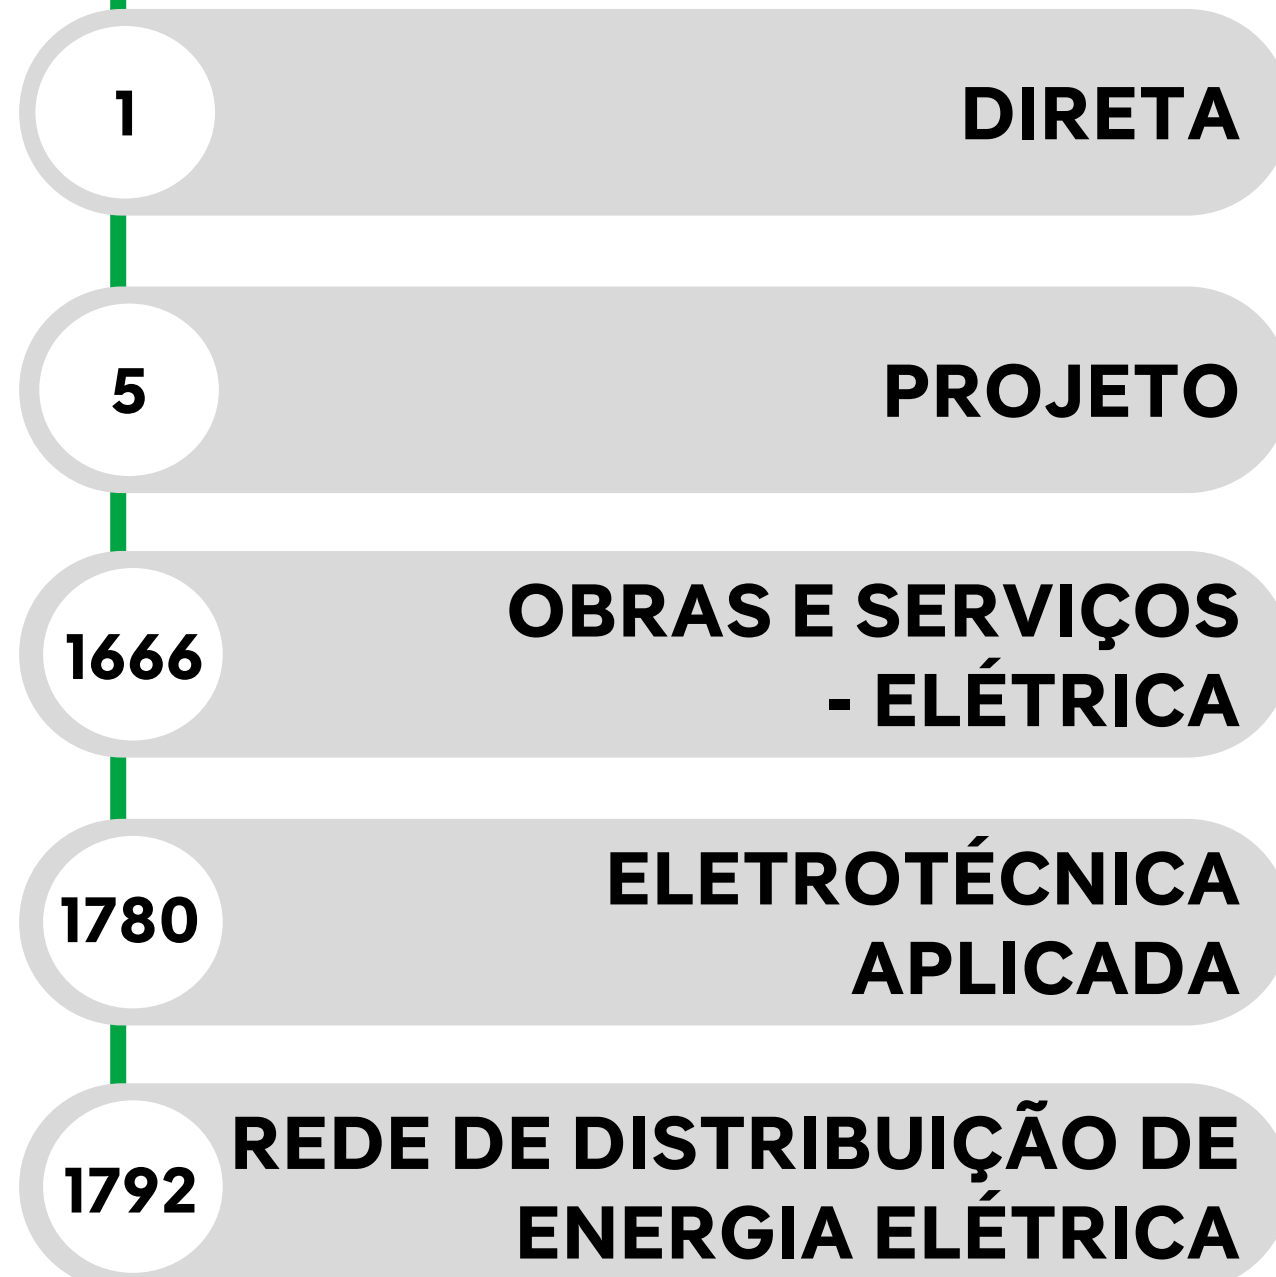 1
DIRETA
5
PROJETO
1666
OBRAS E SERVIÇOS
- ELÉTRICA
1780
ELETROTÉCNICA
APLICADA
1792
REDE DE DISTRIBUIÇÃO DE
ENERGIA ELÉTRICA